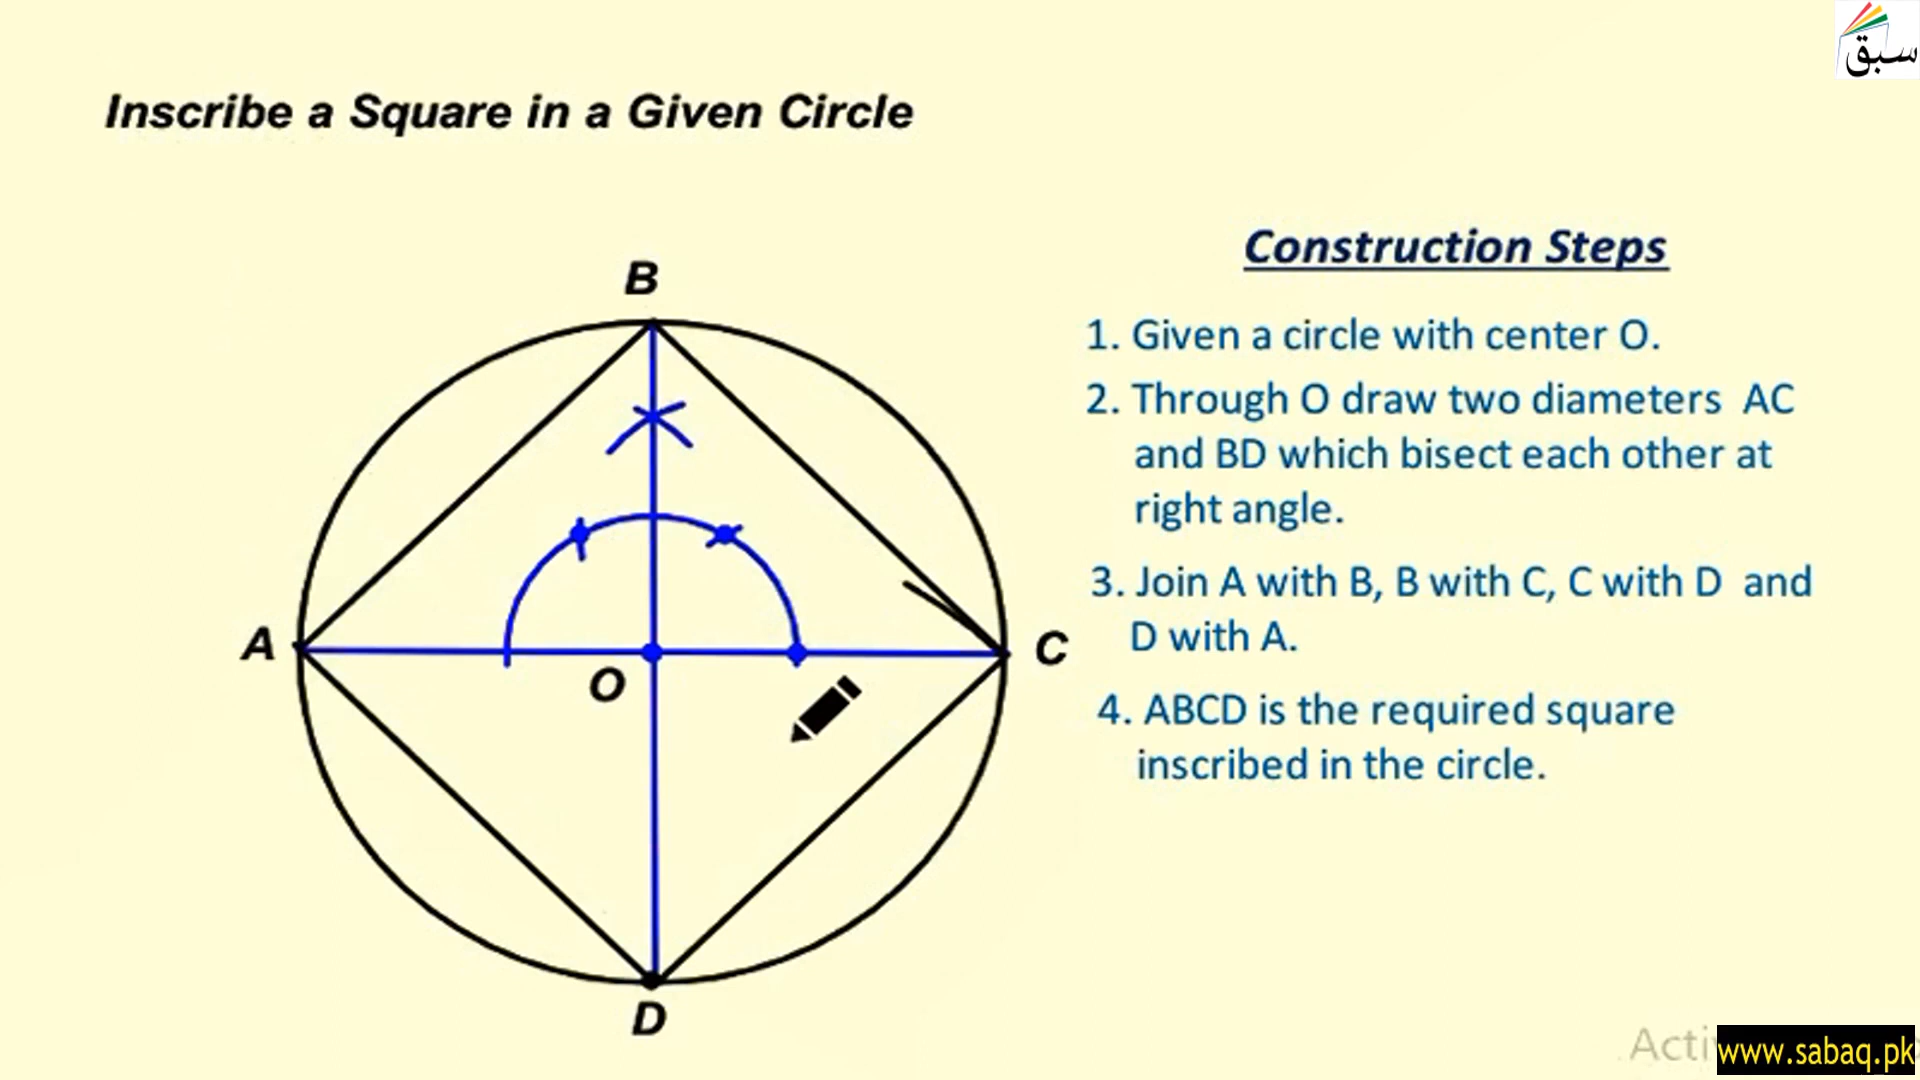 سبق
Inscribe a Square in a Given Circle
Construction Steps
1. Given a circle with center O.
2. Through O draw two diameters AC
and BD which bisect each other at
right angle.
3. Join A with B, B with C, C with D and
D with A.
4. ABCD is the required square
inscribed in the circle.
B
A
O
C
D
www.sabaq.pk